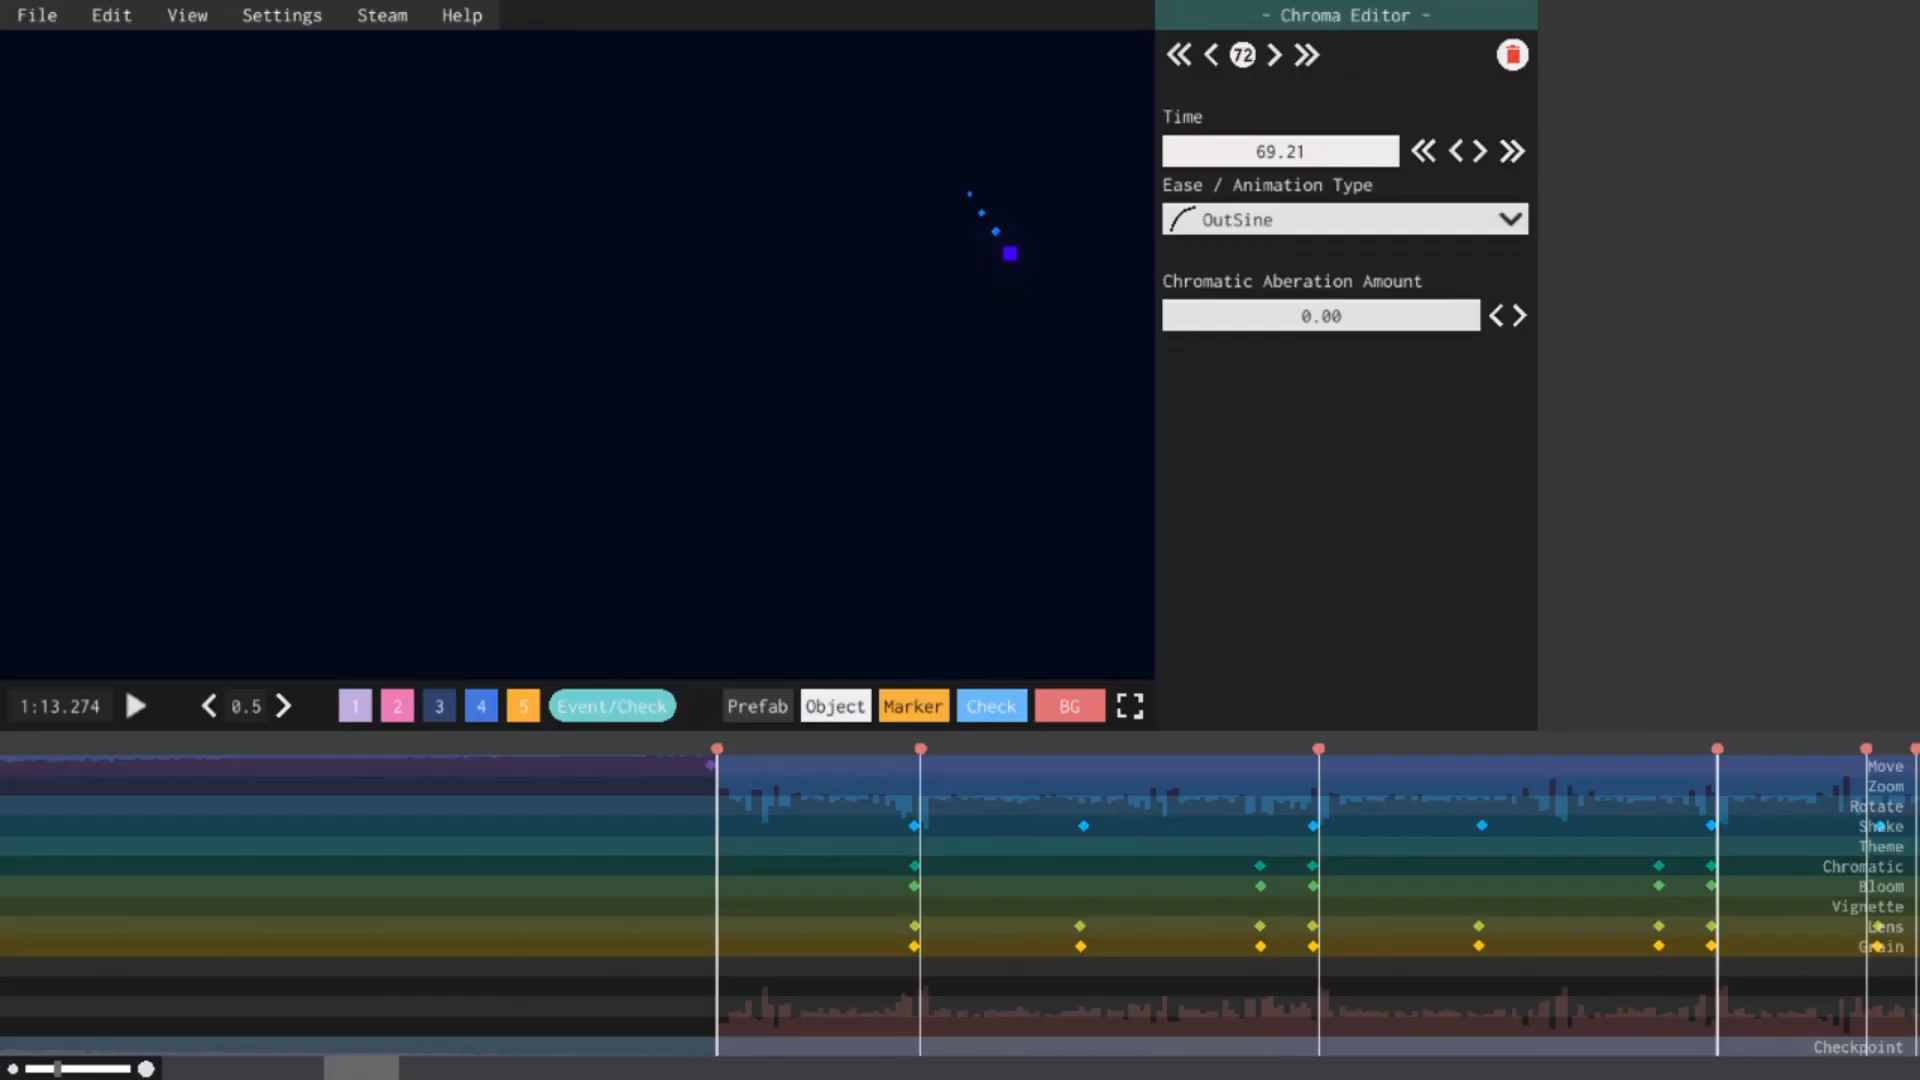 File Edit View Settings Steam Help
- Chroma Editor -
72
Time
69.21
Ease / Animation Type
OutSine
Chromatic Aberation Amount
0.00
1:13.274 0.5 1 2 3 4 5 Event/Check Prefab Object Marker Check BG
Move
Zoom
Rotate
Shake
Theme
Chromatic
Bloom
Vignette
Lens
Grain
Checkpoint